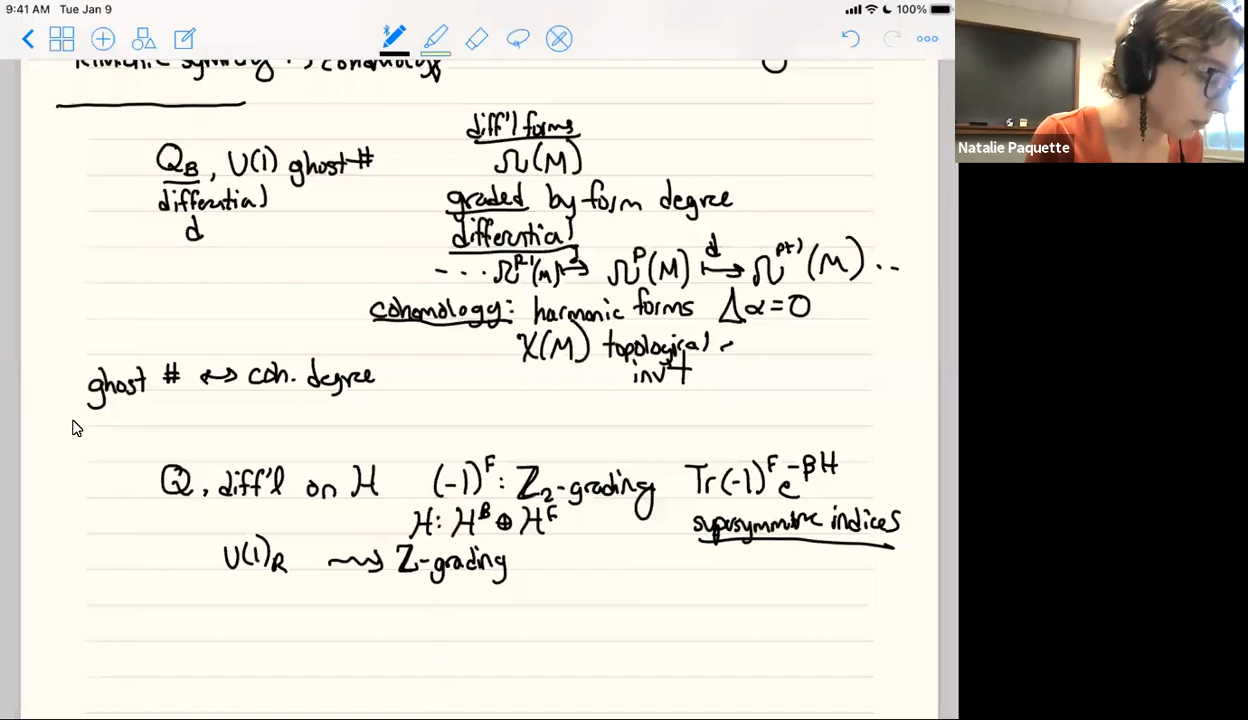 9:41 AM Tue Jan 9
100%
Natalie Paquette
cohomology
diff'l forms
Q_B, U(1) ghost # Ω(M)
differential graded by form degree
d differential
--··· Ω^{p-1}(M) → Ω^p(M) ↦^d Ω^{p+1}(M) ··
cohomology: harmonic forms Δα=0
χ(M) topological
inv't
ghost # ↔ coh. degree
Q, diff'l on H (-1)^F: Z_2-grading Tr(-1)^F e^{-βH}
H: H^B ⊕ H^F supersymmetric indices
U(1)_R ⇝ Z-grading